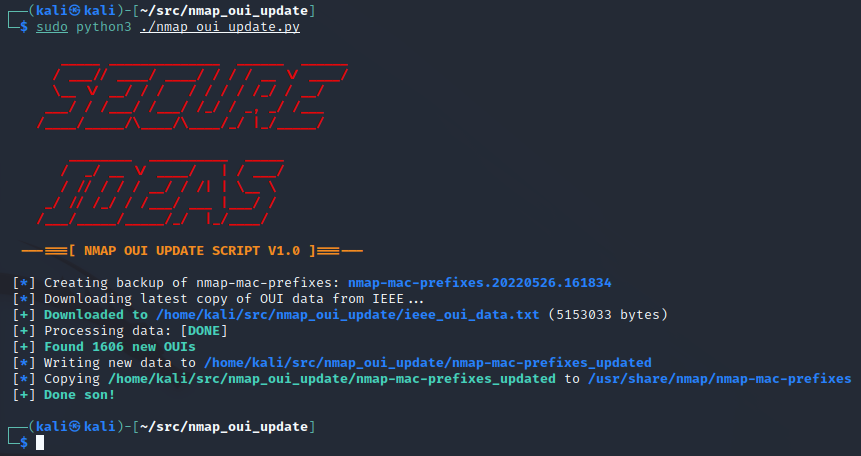 ┌──(kali㉿kali)-[~/src/nmap_oui_update]
└─$ sudo python3 ./nmap_oui_update.py
SECURE
IDEAS
——-===[ NMAP OUI UPDATE SCRIPT V1.0 ]===-——
[*] Creating backup of nmap-mac-prefixes: nmap-mac-prefixes.20220526.161834
[*] Downloading latest copy of OUI data from IEEE...
[+] Downloaded to /home/kali/src/nmap_oui_update/ieee_oui_data.txt (5153033 bytes)
[+] Processing data: [DONE]
[+] Found 1606 new OUIs
[*] Writing new data to /home/kali/src/nmap_oui_update/nmap-mac-prefixes_updated
[*] Copying /home/kali/src/nmap_oui_update/nmap-mac-prefixes_updated to /usr/share/nmap/nmap-mac-prefixes
[+] Done son!
┌──(kali㉿kali)-[~/src/nmap_oui_update]
└─$